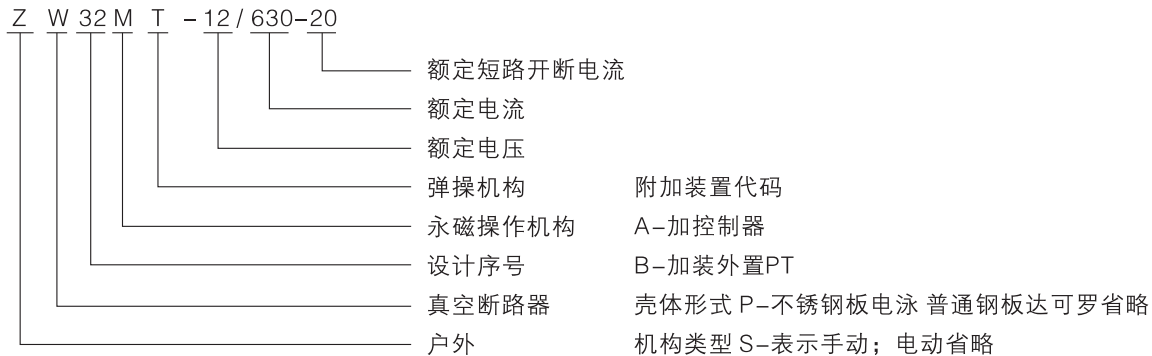 Z W 32 M T -12/630-20
额定短路开断电流
额定电流
额定电压
弹操机构 附加装置代码
永磁操作机构 A-加控制器
设计序号 B-加装外置PT
真空断路器 壳体形式 P-不锈钢板电泳 普通钢板达可罗省略
户外 机构类型 S-表示手动；电动省略